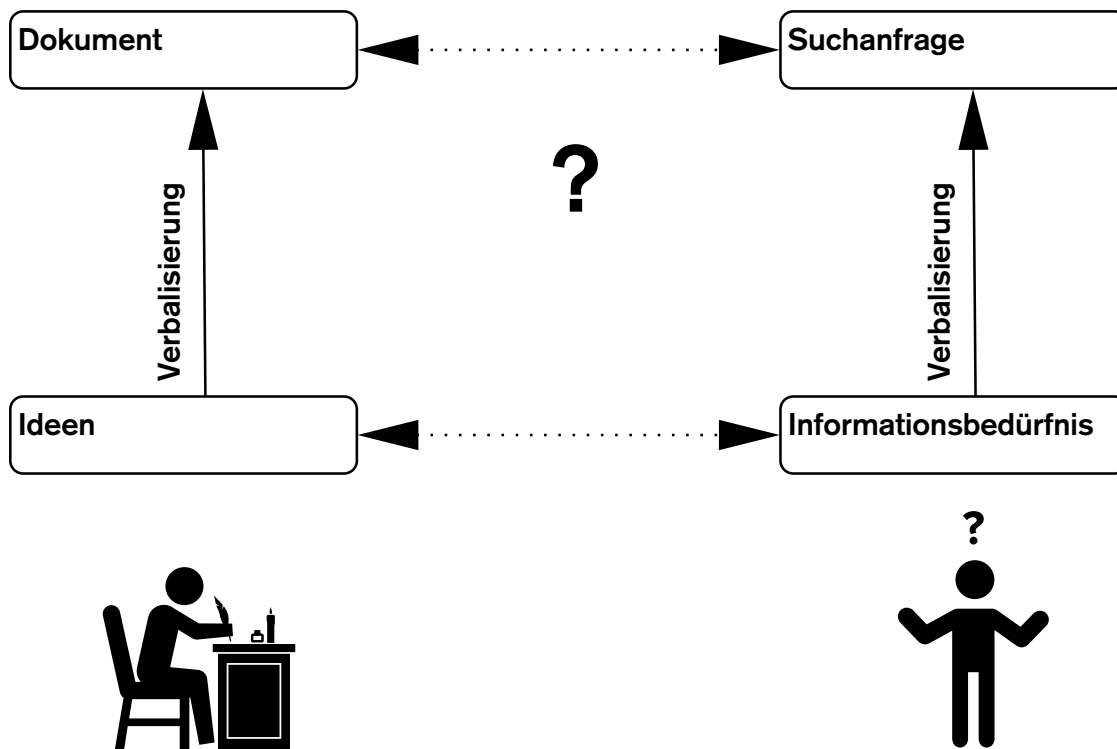 Dokument
Suchanfrage
?
Verbalisierung
Verbalisierung
Ideen
Informationsbedürfnis
?